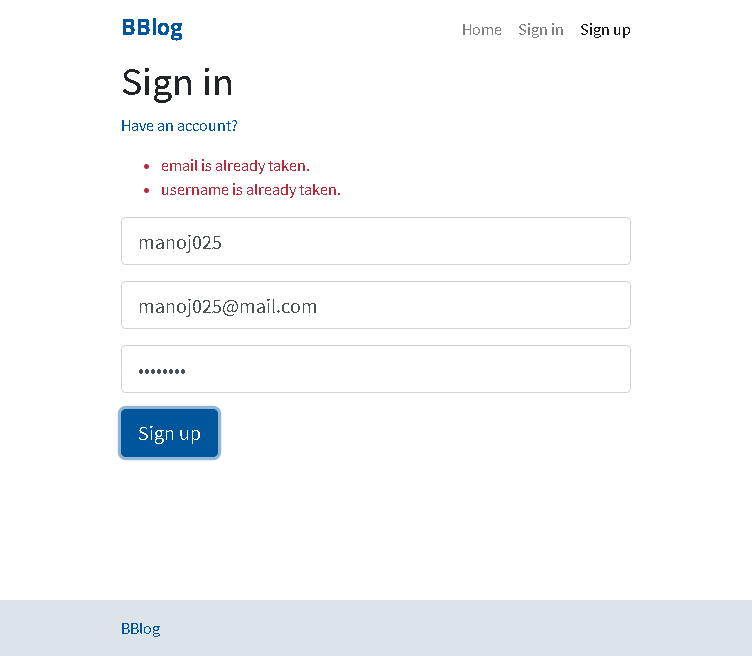 BBlog
Home Sign in Sign up
Sign in
Have an account?
• email is already taken.
• username is already taken.
manoj025
manoj025@mail.com
••••••••
Sign up
BBlog